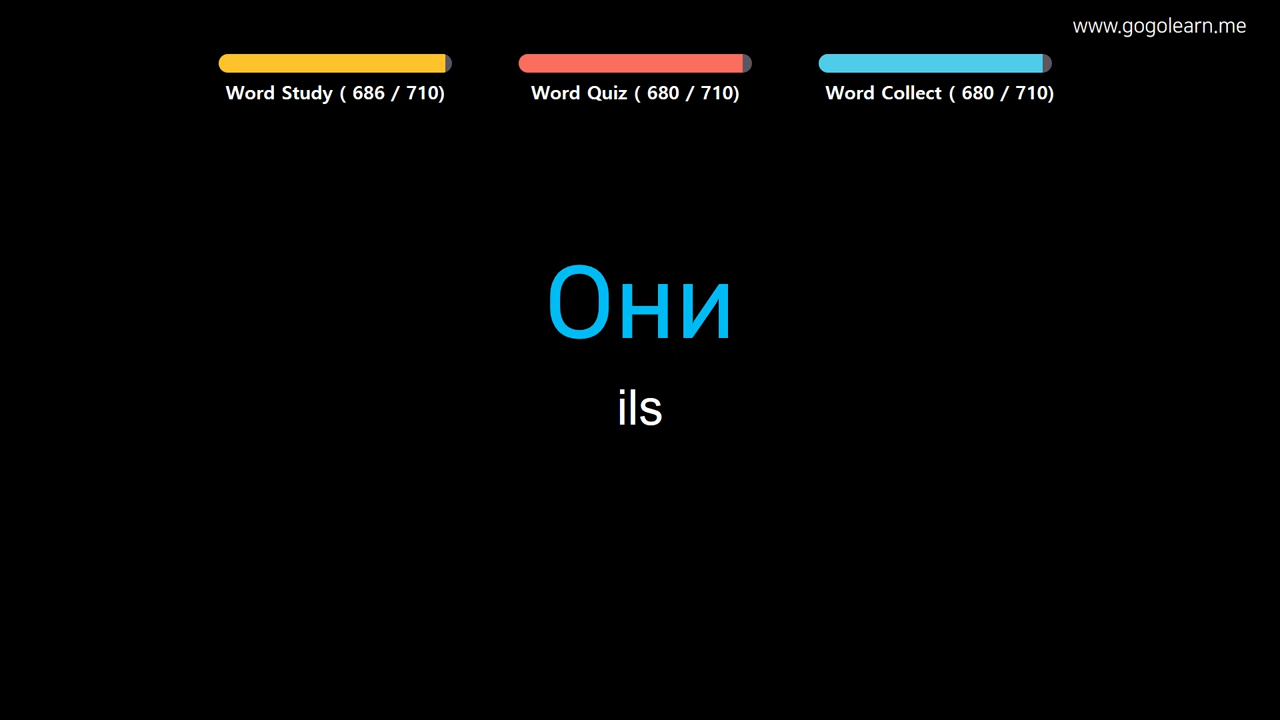 www.gogolearn.me
Word Study ( 686 / 710)
Word Quiz ( 680 / 710)
Word Collect ( 680 / 710)
Они
ils